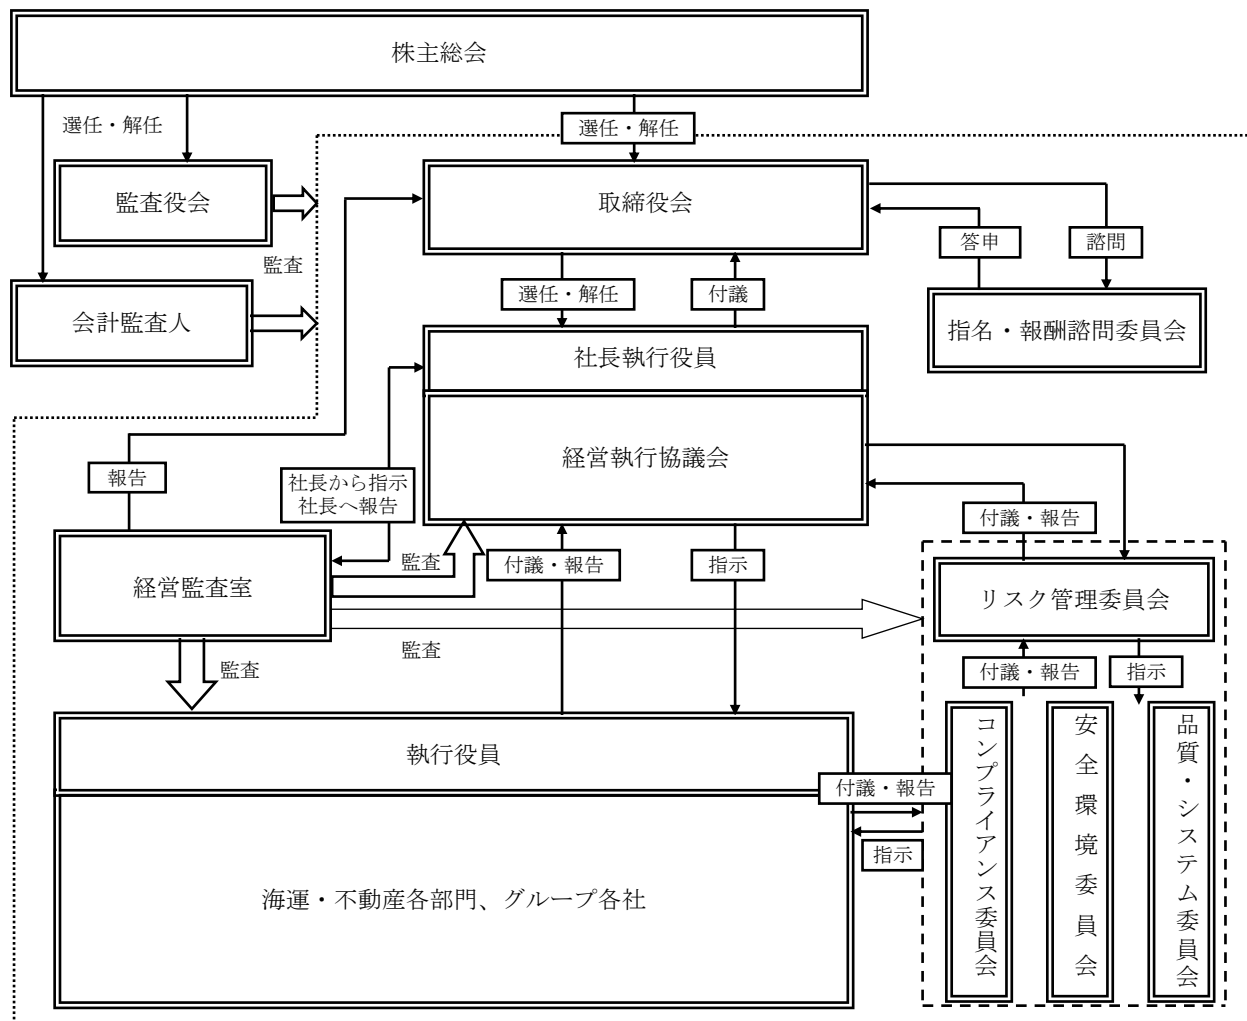 株主総会
選任・解任
選任・解任
監査役会
取締役会
答申
諮問
監査
会計監査人
選任・解任
付議
指名・報酬諮問委員会
社長執行役員
経営執行協議会
報告
社長から指示
社長へ報告
付議・報告
監査
付議・報告
指示
経営監査室
リスク管理委員会
監査
監査
付議・報告
指示
執行役員
コンプライアンス委員会
安全環境委員会
品質・システム委員会
付議・報告
指示
海運・不動産各部門、グループ各社